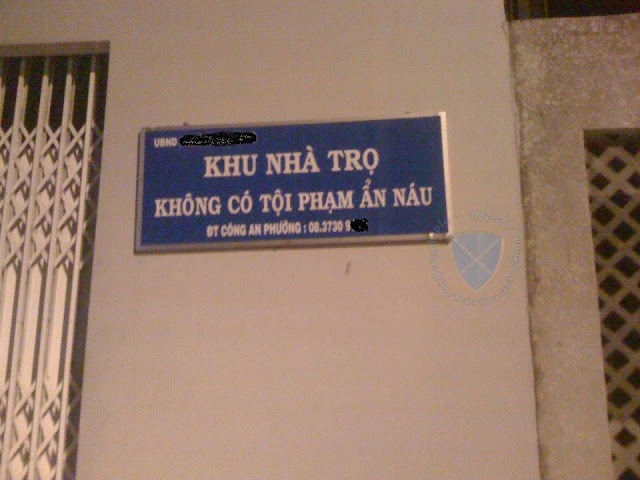 UBND
KHU NHÀ TRỌ
KHÔNG CÓ TỘI PHẠM ẨN NÁU
ĐT CÔNG AN PHƯỜNG : 08.3730 9